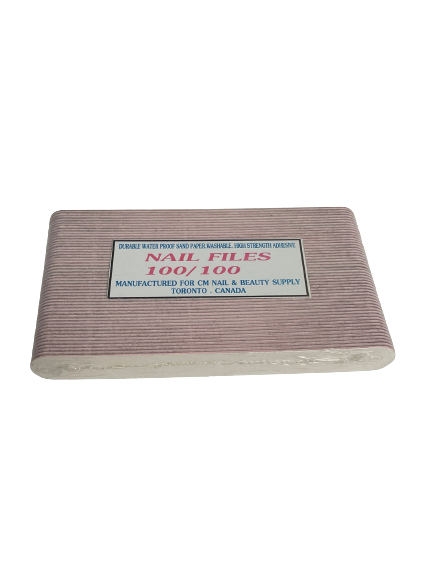 DURABLE WATER PROOF SAND PAPER, WASHABLE. HIGH STRENGTH ADHESIVE
NAIL FILES
100/100
MANUFACTURED FOR CM NAIL & BEAUTY SUPPLY
TORONTO . CANADA